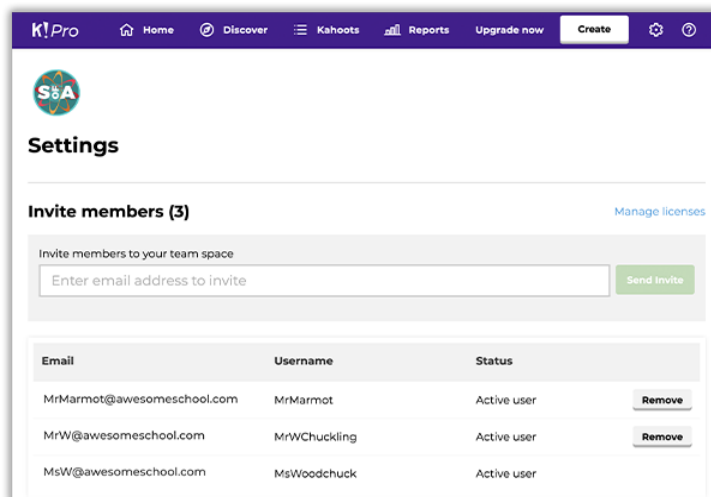 K! Pro Home Discover Kahoots Reports Upgrade now Create
S OF A
Settings
Invite members (3) Manage licenses
Invite members to your team space
Enter email address to invite Send Invite
Email Username Status
MrMarmot@awesomeschool.com MrMarmot Active user Remove
MrW@awesomeschool.com MrWChuckling Active user Remove
MsW@awesomeschool.com MsWoodchuck Active user